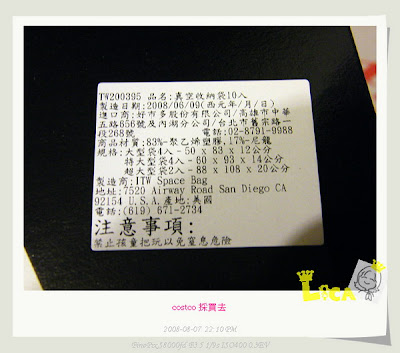 TW200395 品名:真空收納袋10入
製造日期:2008/06/09(西元年/月/日)
進口商:好市多股份有限公司/高雄市中華
五路656號及內湖分公司/台北市舊宗路一
段268號 電話:02-8791-9988
商品材質:83%-聚乙烯塑膠,17%-尼龍
規格:大型袋4入-50 x 83 x 12公分
特大型袋4入-60 x 93 x 14公分
超大型袋2入-88 x 108 x 20公分
製造商:ITW Space Bag
地址:7520 Airway Road San Diego CA
92154 U.S.A.產地:美國
電話:(619) 671-2734
注意事項:
禁止孩童把玩以免窒息危險
LICA
costco 採買去
2008-08-07 22:10 PM